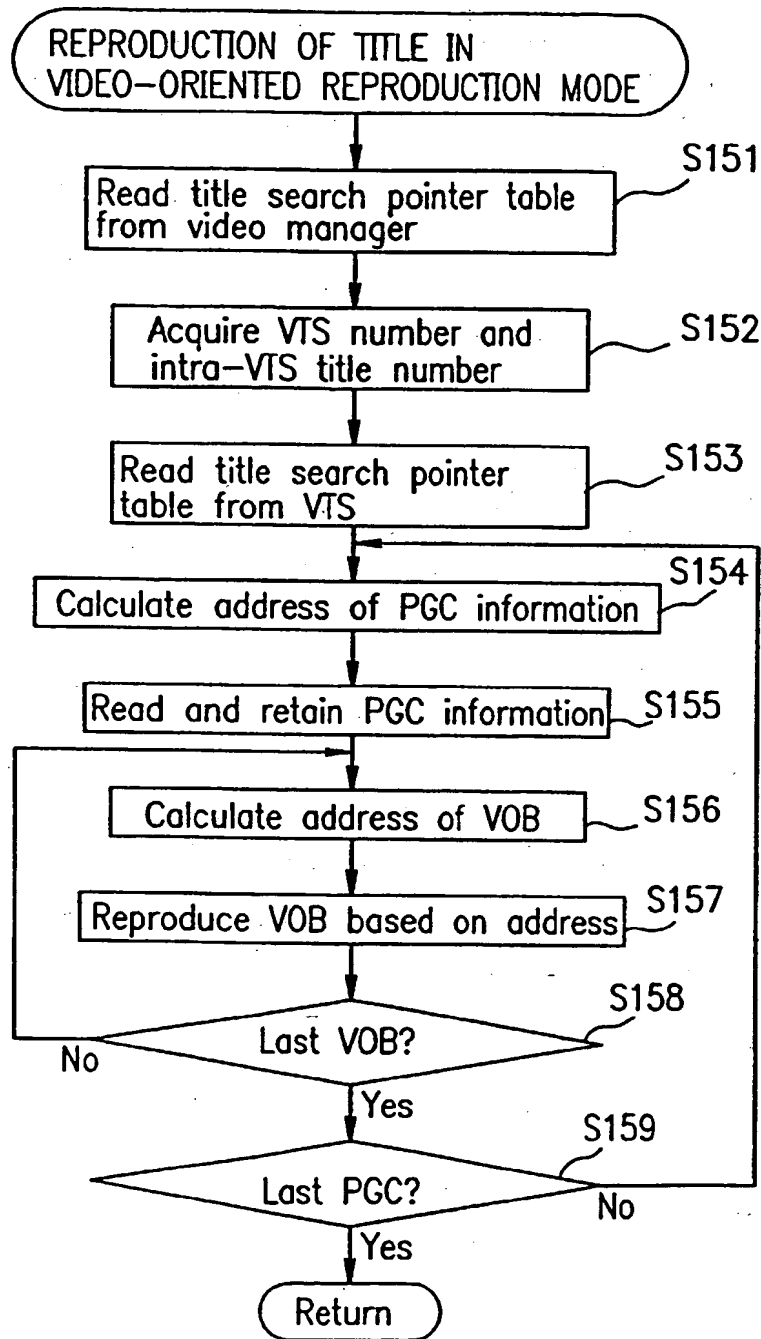 REPRODUCTION OF TITLE IN
VIDEO-ORIENTED REPRODUCTION MODE
S151
Read title search pointer table
from video manager
S152
Acquire VTS number and
intra-VTS title number
S153
Read title search pointer
table from VTS
S154
Calculate address of PGC information
S155
Read and retain PGC information
S156
Calculate address of VOB
S157
Reproduce VOB based on address
S158
Last VOB?
No
Yes
S159
Last PGC?
No
Yes
Return